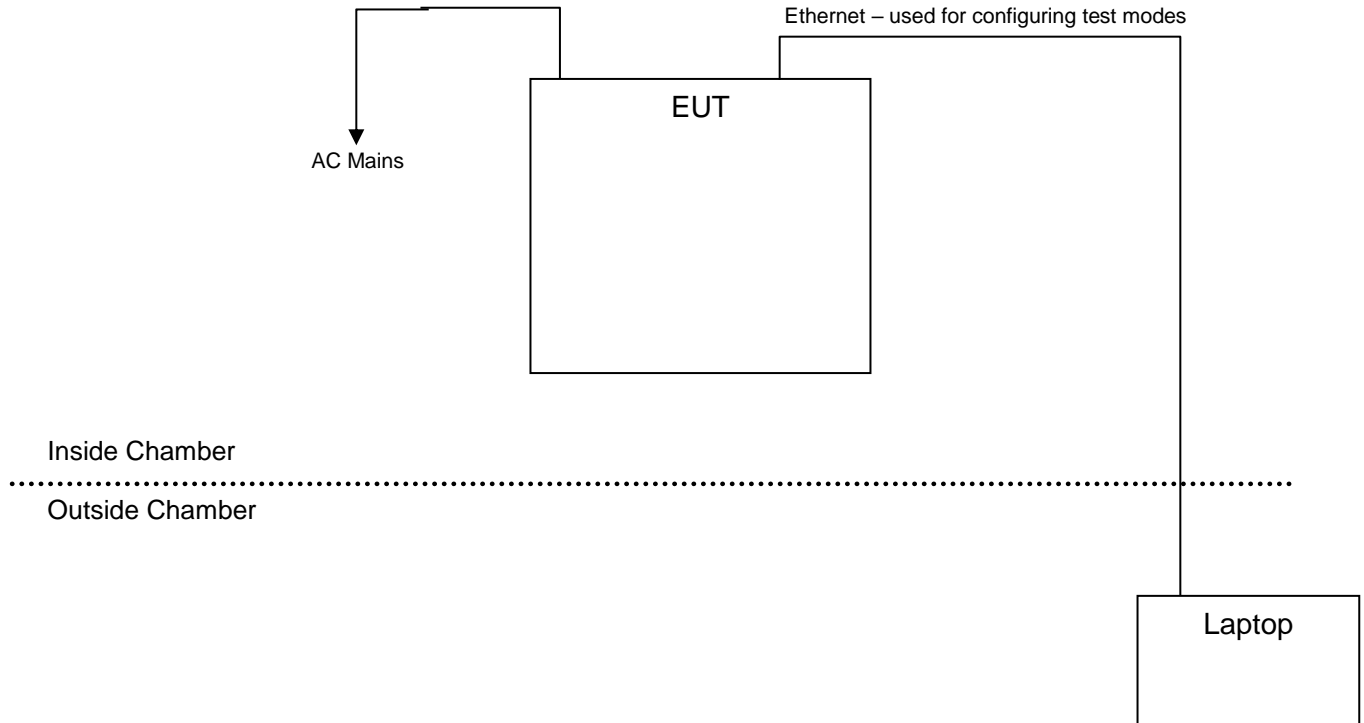 Ethernet – used for configuring test modes
EUT
AC Mains
Inside Chamber
Outside Chamber
Laptop